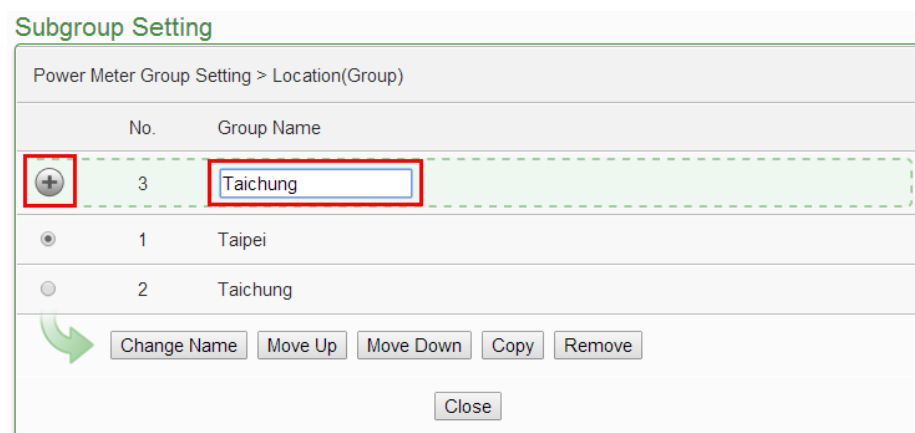 Subgroup Setting
Power Meter Group Setting > Location(Group)
No. Group Name
3 Taichung
1 Taipei
2 Taichung
Change Name Move Up Move Down Copy Remove
Close